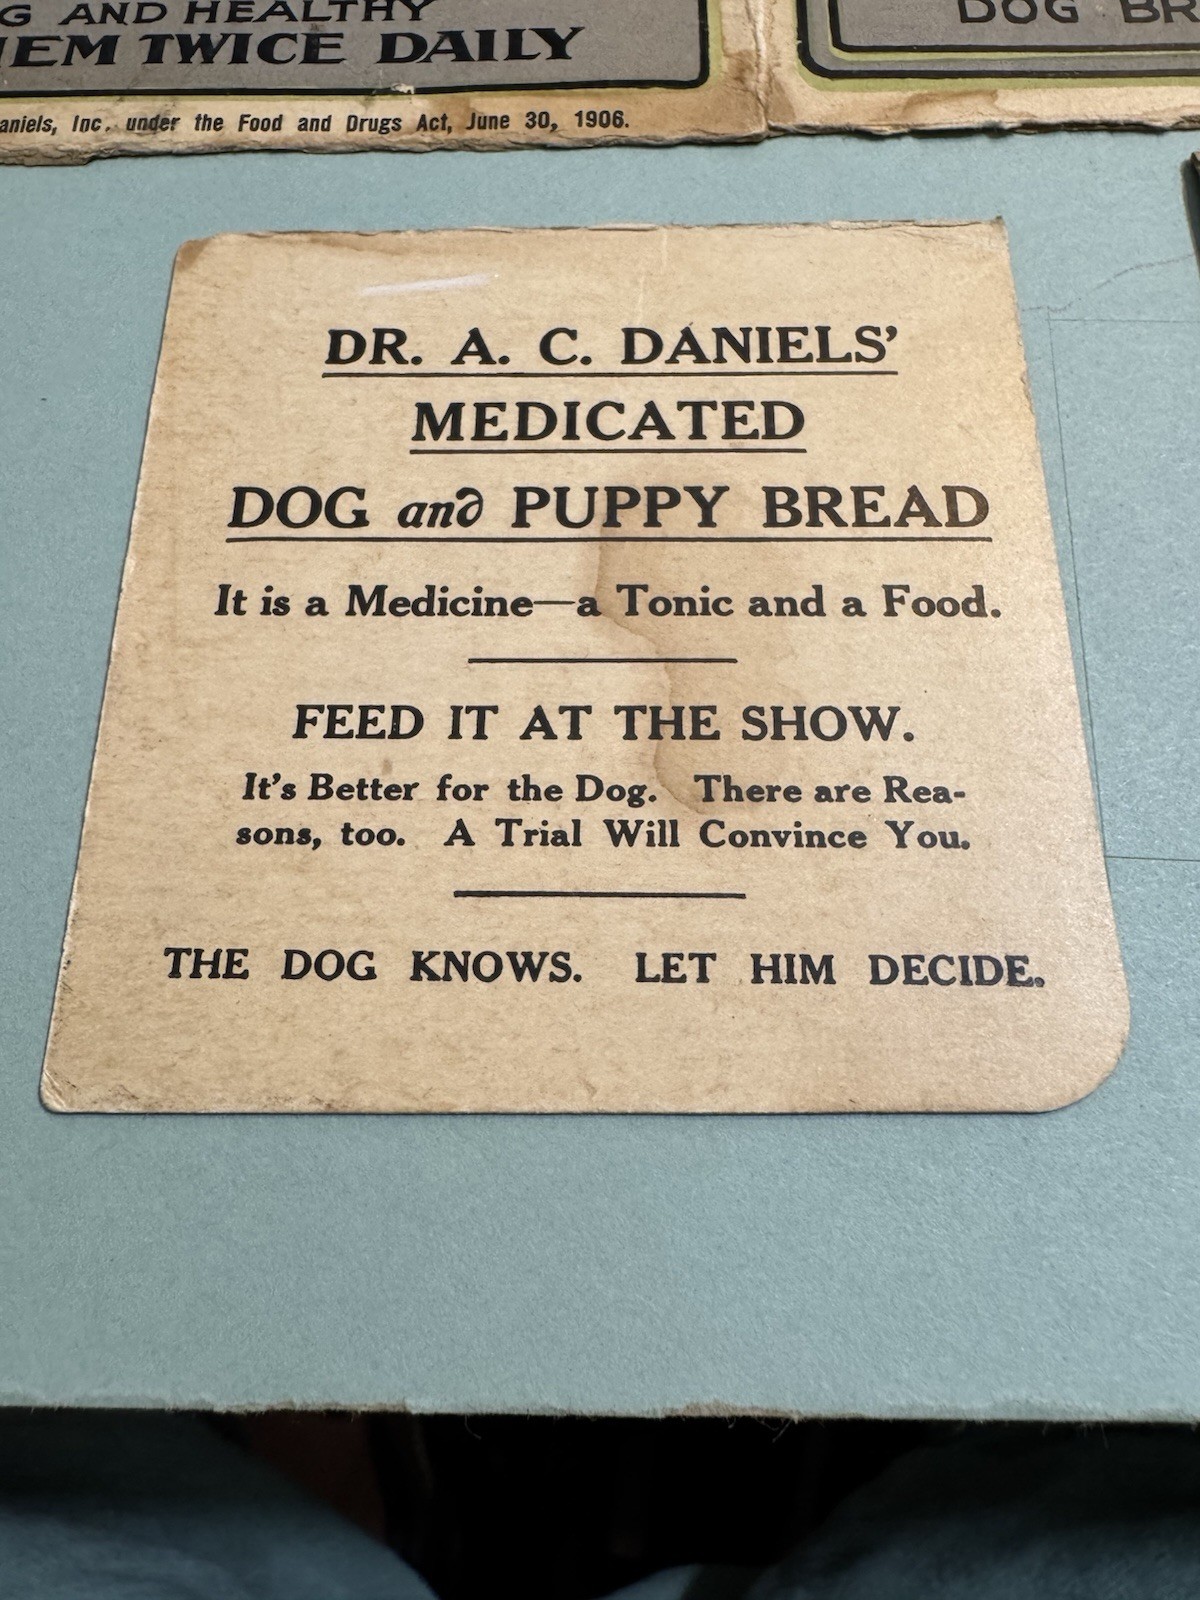 G AND HEALTHY
HEM TWICE DAILY
aniels, Inc. under the Food and Drugs Act, June 30, 1906.
DOG BR
DR. A. C. DANIELS'
MEDICATED
DOG and PUPPY BREAD
It is a Medicine—a Tonic and a Food.
FEED IT AT THE SHOW.
It's Better for the Dog. There are Rea-
sons, too. A Trial Will Convince You.
THE DOG KNOWS. LET HIM DECIDE.